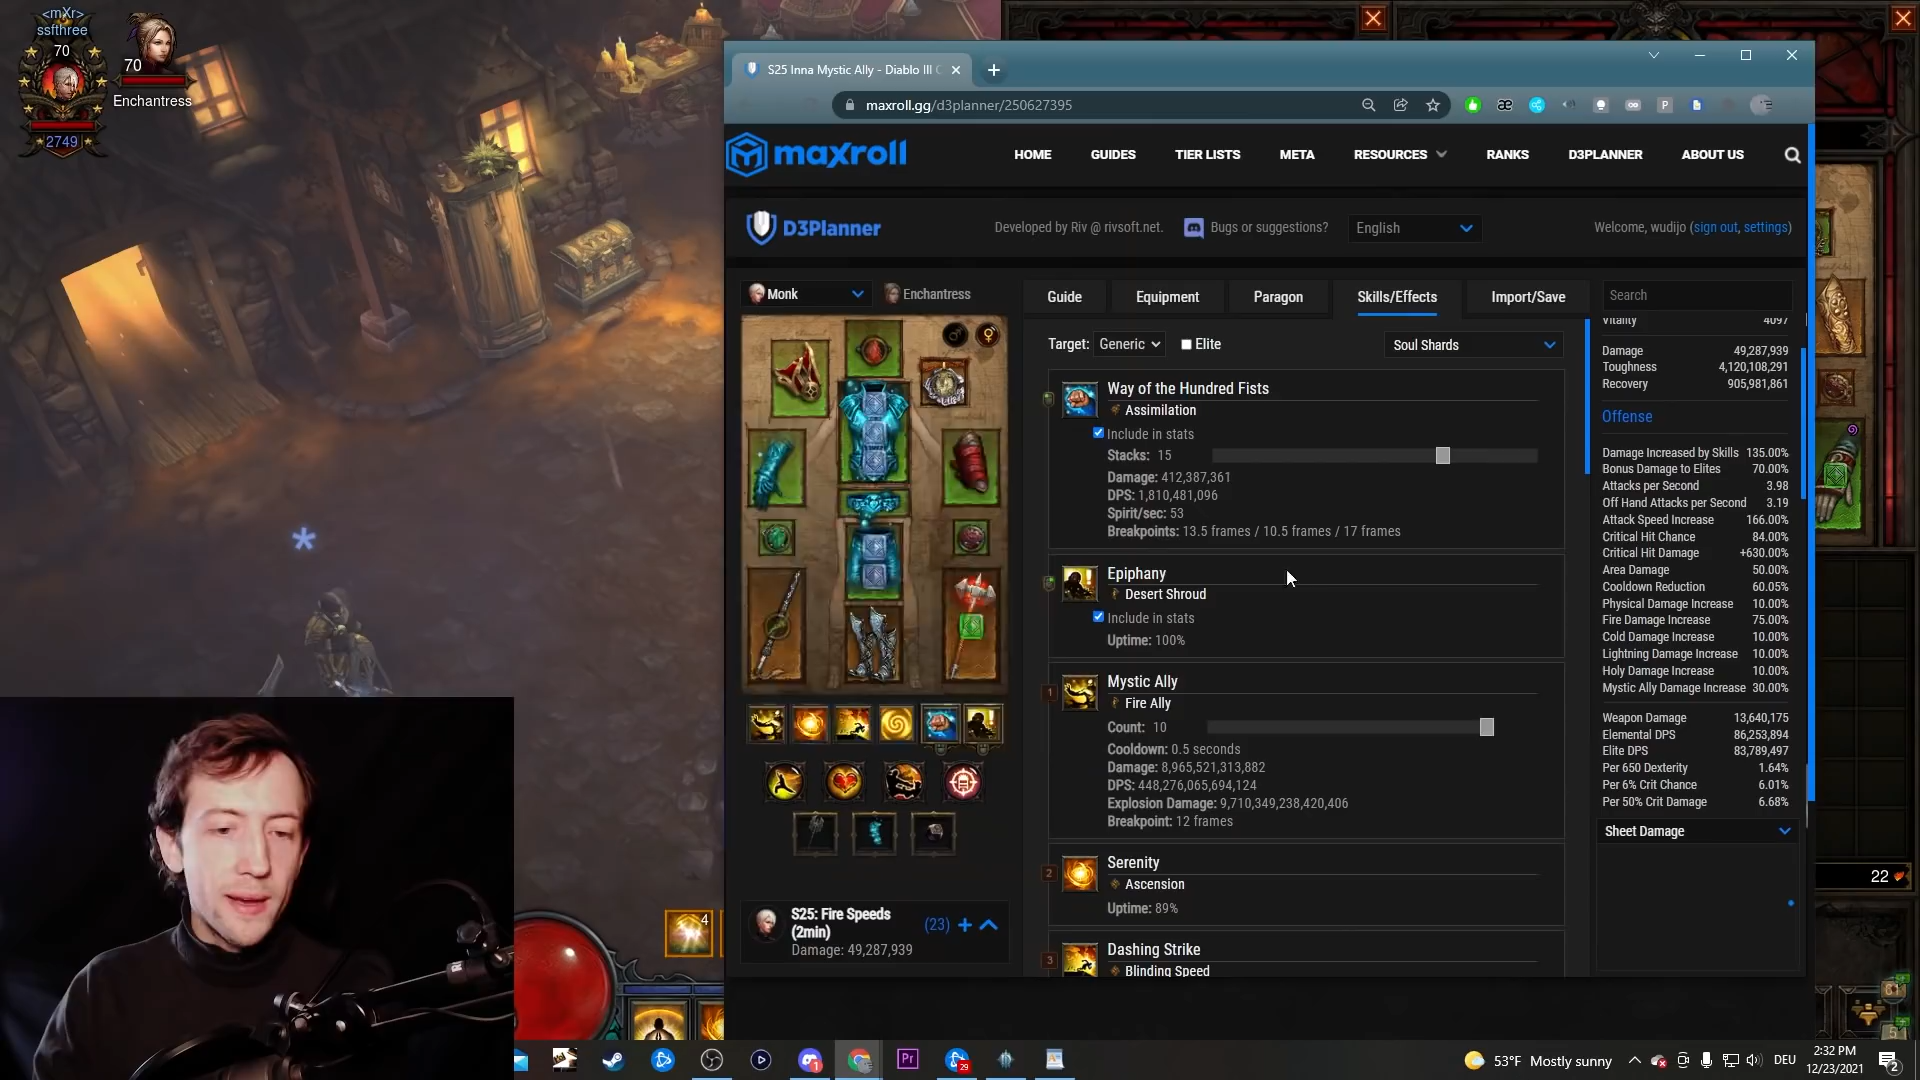 <mXr>
ssfthree
70
70
Enchantress
2749
*
4
S25 Inna Mystic Ally - Diablo III
maxroll.gg/d3planner/250627395
maxroll
HOME
GUIDES
TIER LISTS
META
RESOURCES
RANKS
D3PLANNER
ABOUT US
D3Planner
Developed by Riv @ rivsoft.net.
Bugs or suggestions?
English
Welcome, wudijo (sign out, settings)
Monk
Enchantress
Guide
Equipment
Paragon
Skills/Effects
Import/Save
Search
Target: Generic
Elite
Soul Shards
Way of the Hundred Fists
Assimilation
Include in stats
Stacks: 15
Damage: 412,387,361
DPS: 1,810,481,096
Spirit/sec: 53
Breakpoints: 13.5 frames / 10.5 frames / 17 frames
Epiphany
Desert Shroud
Include in stats
Uptime: 100%
1
Mystic Ally
Fire Ally
Count: 10
Cooldown: 0.5 seconds
Damage: 8,965,521,313,882
DPS: 448,276,065,694,124
Explosion Damage: 9,710,349,238,420,406
Breakpoint: 12 frames
2
Serenity
Ascension
Uptime: 89%
3
Dashing Strike
Blinding Speed
S25: Fire Speeds
(2min)
(23)
Damage: 49,287,939
Vitality 4097
Damage 49,287,939
Toughness 4,120,108,291
Recovery 905,981,861
Offense
Damage Increased by Skills 135.00%
Bonus Damage to Elites 70.00%
Attacks per Second 3.98
Off Hand Attacks per Second 3.19
Attack Speed Increase 166.00%
Critical Hit Chance 84.00%
Critical Hit Damage +630.00%
Area Damage 50.00%
Cooldown Reduction 60.05%
Physical Damage Increase 10.00%
Fire Damage Increase 75.00%
Cold Damage Increase 10.00%
Lightning Damage Increase 10.00%
Holy Damage Increase 10.00%
Mystic Ally Damage Increase 30.00%
Weapon Damage 13,640,175
Elemental DPS 86,253,894
Elite DPS 83,789,497
Per 650 Dexterity 1.64%
Per 6% Crit Chance 6.01%
Per 50% Crit Damage 6.68%
Sheet Damage
22
Pr
29
53°F Mostly sunny
DEU
2:32 PM
12/23/2021
2